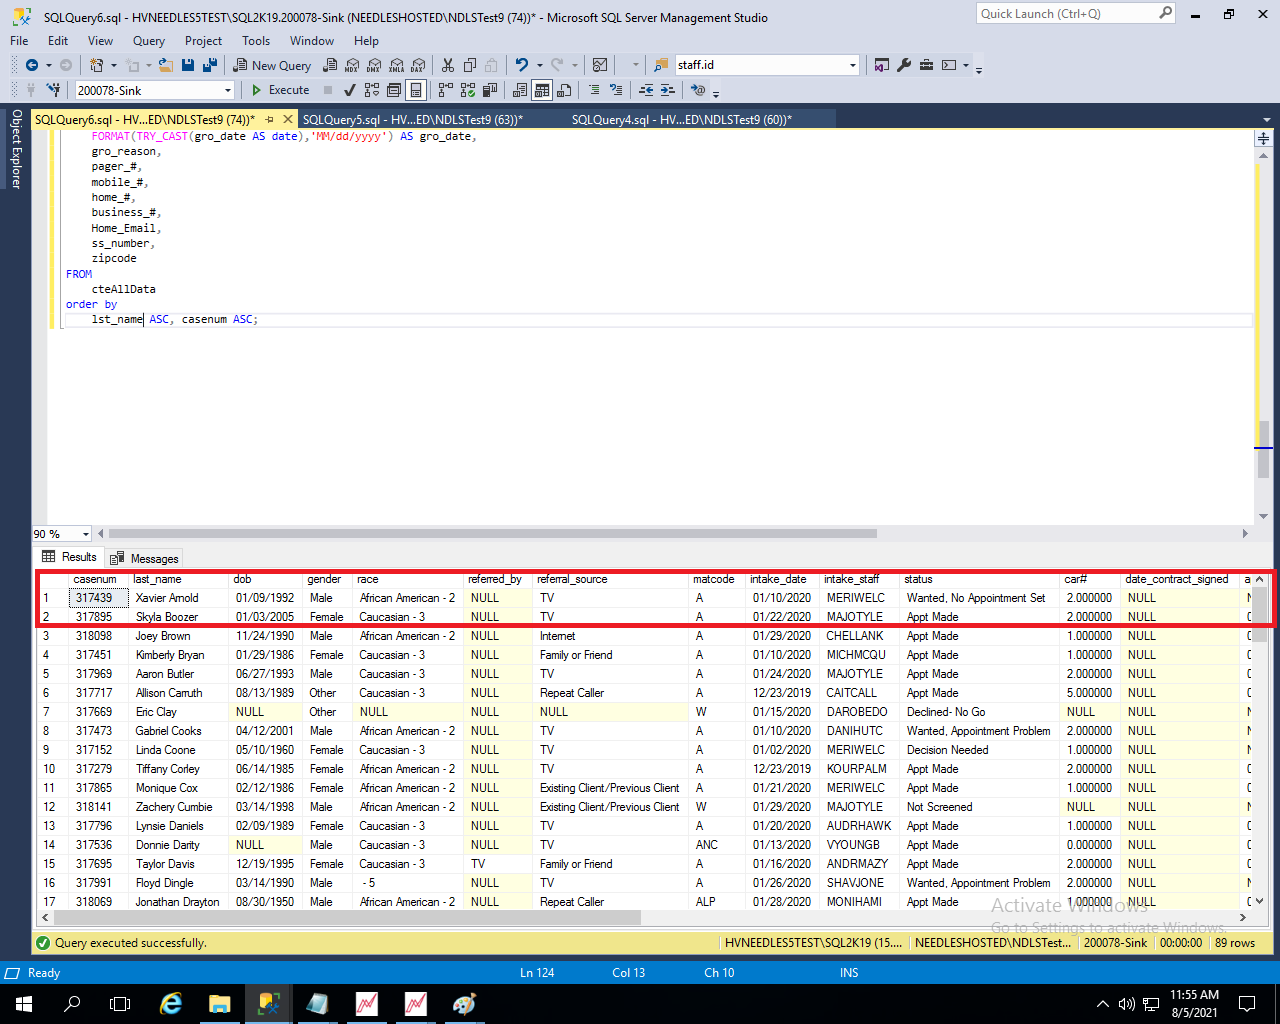 SQLQuery6.sql - HVNEEDLES5TEST\SQL2K19.200078-Sink (NEEDLESHOSTED\NDLSTest9 (74))* - Microsoft SQL Server Management Studio
Quick Launch (Ctrl+Q)
File Edit View Query Project Tools Window Help
New Query MDX DMX XMLA DAX staff.id
200078-Sink Execute
Object Explorer
SQLQuery6.sql - HV...ED\NDLSTest9 (74))* SQLQuery5.sql - HV...ED\NDLSTest9 (63))* SQLQuery4.sql - HV...ED\NDLSTest9 (60))*
FORMAT(TRY_CAST(gro_date AS date),'MM/dd/yyyy') AS gro_date,
gro_reason,
pager_#,
mobile_#,
home_#,
business_#,
Home_Email,
ss_number,
zipcode
FROM
cteAllData
order by
lst_name ASC, casenum ASC;
90 %
Results Messages
casenum last_name dob gender race referred_by referral_source matcode intake_date intake_staff status car# date_contract_signed a
1 317439 Xavier Arnold 01/09/1992 Male African American - 2 NULL TV A 01/10/2020 MERIWELC Wanted, No Appointment Set 2.000000 NULL N
2 317895 Skyla Boozer 01/03/2005 Female Caucasian - 3 NULL TV A 01/22/2020 MAJOTYLE Appt Made 2.000000 NULL 0
3 318098 Joey Brown 11/24/1990 Male African American - 2 NULL Internet A 01/29/2020 CHELLANK Appt Made 1.000000 NULL 0
4 317451 Kimberly Bryan 01/29/1986 Female Caucasian - 3 NULL Family or Friend A 01/10/2020 MICHMCQU Appt Made 1.000000 NULL 0
5 317969 Aaron Butler 06/27/1993 Male Caucasian - 3 NULL TV A 01/24/2020 MAJOTYLE Appt Made 2.000000 NULL 0
6 317717 Allison Carruth 08/13/1989 Other Caucasian - 3 NULL Repeat Caller A 12/23/2019 CAITCALL Appt Made 5.000000 NULL 0
7 317669 Eric Clay NULL Other NULL NULL NULL W 01/15/2020 DAROBEDO Declined- No Go NULL NULL N
8 317473 Gabriel Cooks 04/12/2001 Male African American - 2 NULL TV A 01/10/2020 DANIHUTC Wanted, Appointment Problem 2.000000 NULL 0
9 317152 Linda Coone 05/10/1960 Female Caucasian - 3 NULL TV A 01/02/2020 MERIWELC Decision Needed 1.000000 NULL N
10 317279 Tiffany Corley 06/14/1985 Female African American - 2 NULL TV A 12/23/2019 KOURPALM Appt Made 2.000000 NULL 0
11 317865 Monique Cox 02/12/1986 Female African American - 2 NULL Existing Client/Previous Client A 01/21/2020 MERIWELC Appt Made 1.000000 NULL 0
12 318141 Zachery Cumbie 03/14/1998 Male African American - 2 NULL Existing Client/Previous Client W 01/29/2020 MAJOTYLE Not Screened NULL NULL N
13 317796 Lynsie Daniels 02/09/1989 Female Caucasian - 3 NULL TV A 01/20/2020 AUDRHAWK Appt Made 1.000000 NULL 0
14 317536 Donnie Darity NULL Male Caucasian - 3 NULL TV ANC 01/13/2020 VYOUNGB Appt Made 0.000000 NULL 0
15 317695 Taylor Davis 12/19/1995 Female Caucasian - 3 TV Family or Friend A 01/16/2020 ANDRMAZY Appt Made 2.000000 NULL 0
16 317991 Floyd Dingle 03/14/1990 Male - 5 NULL TV A 01/26/2020 SHAVJONE Wanted, Appointment Problem 2.000000 NULL N
17 318069 Jonathan Drayton 08/30/1950 Male African American - 2 NULL Repeat Caller ALP 01/28/2020 MONIHAMI Appt Made 1.000000 NULL 0
Activate Windows
Go to Settings to activate Windows.
Query executed successfully. HVNEEDLES5TEST\SQL2K19 (15.... NEEDLESHOSTED\NDLSTest... 200078-Sink 00:00:00 89 rows
Ready Ln 124 Col 13 Ch 10 INS
11:55 AM
8/5/2021